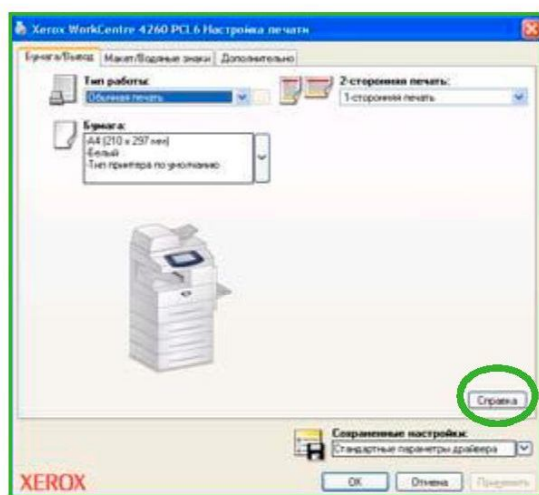 Xerox WorkCentre 4260 PCL6 Настройка печати
Бумага/Вывод Макет/Водяные знаки Дополнительно
Тип работы: 2-сторонняя печать:
Обычная печать 1-сторонняя печать
Бумага:
-A4 (210 x 297 мм)
-Белый
-Тип принтера по умолчанию
Справка
Сохраненные настройки:
Стандартные параметры драйвера
XEROX OK Отмена Применить